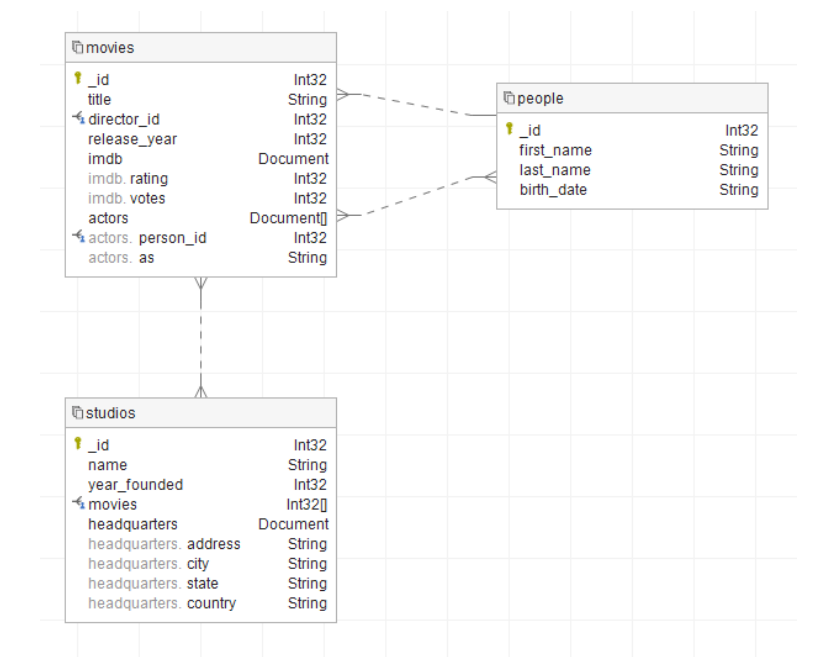 movies
_id Int32
title String
director_id Int32
release_year Int32
imdb Document
imdb. rating Int32
imdb. votes Int32
actors Document[]
actors. person_id Int32
actors. as String
people
_id Int32
first_name String
last_name String
birth_date String
studios
_id Int32
name String
year_founded Int32
movies Int32[]
headquarters Document
headquarters. address String
headquarters. city String
headquarters. state String
headquarters. country String